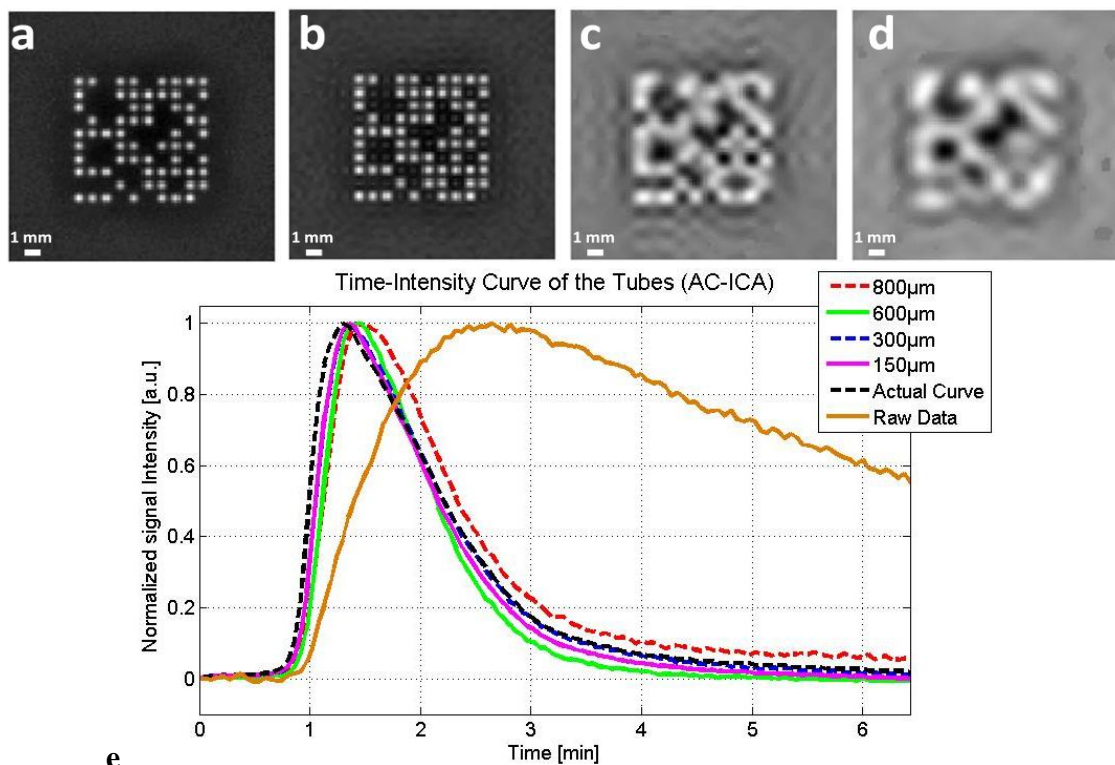 a
b
c
d
1 mm
1 mm
1 mm
1 mm
Time-Intensity Curve of the Tubes (AC-ICA)
800µm
600µm
300µm
150µm
Actual Curve
Raw Data
Normalized signal Intensity [a.u.]
1
0.8
0.6
0.4
0.2
0
0
1
2
3
4
5
6
Time [min]
e